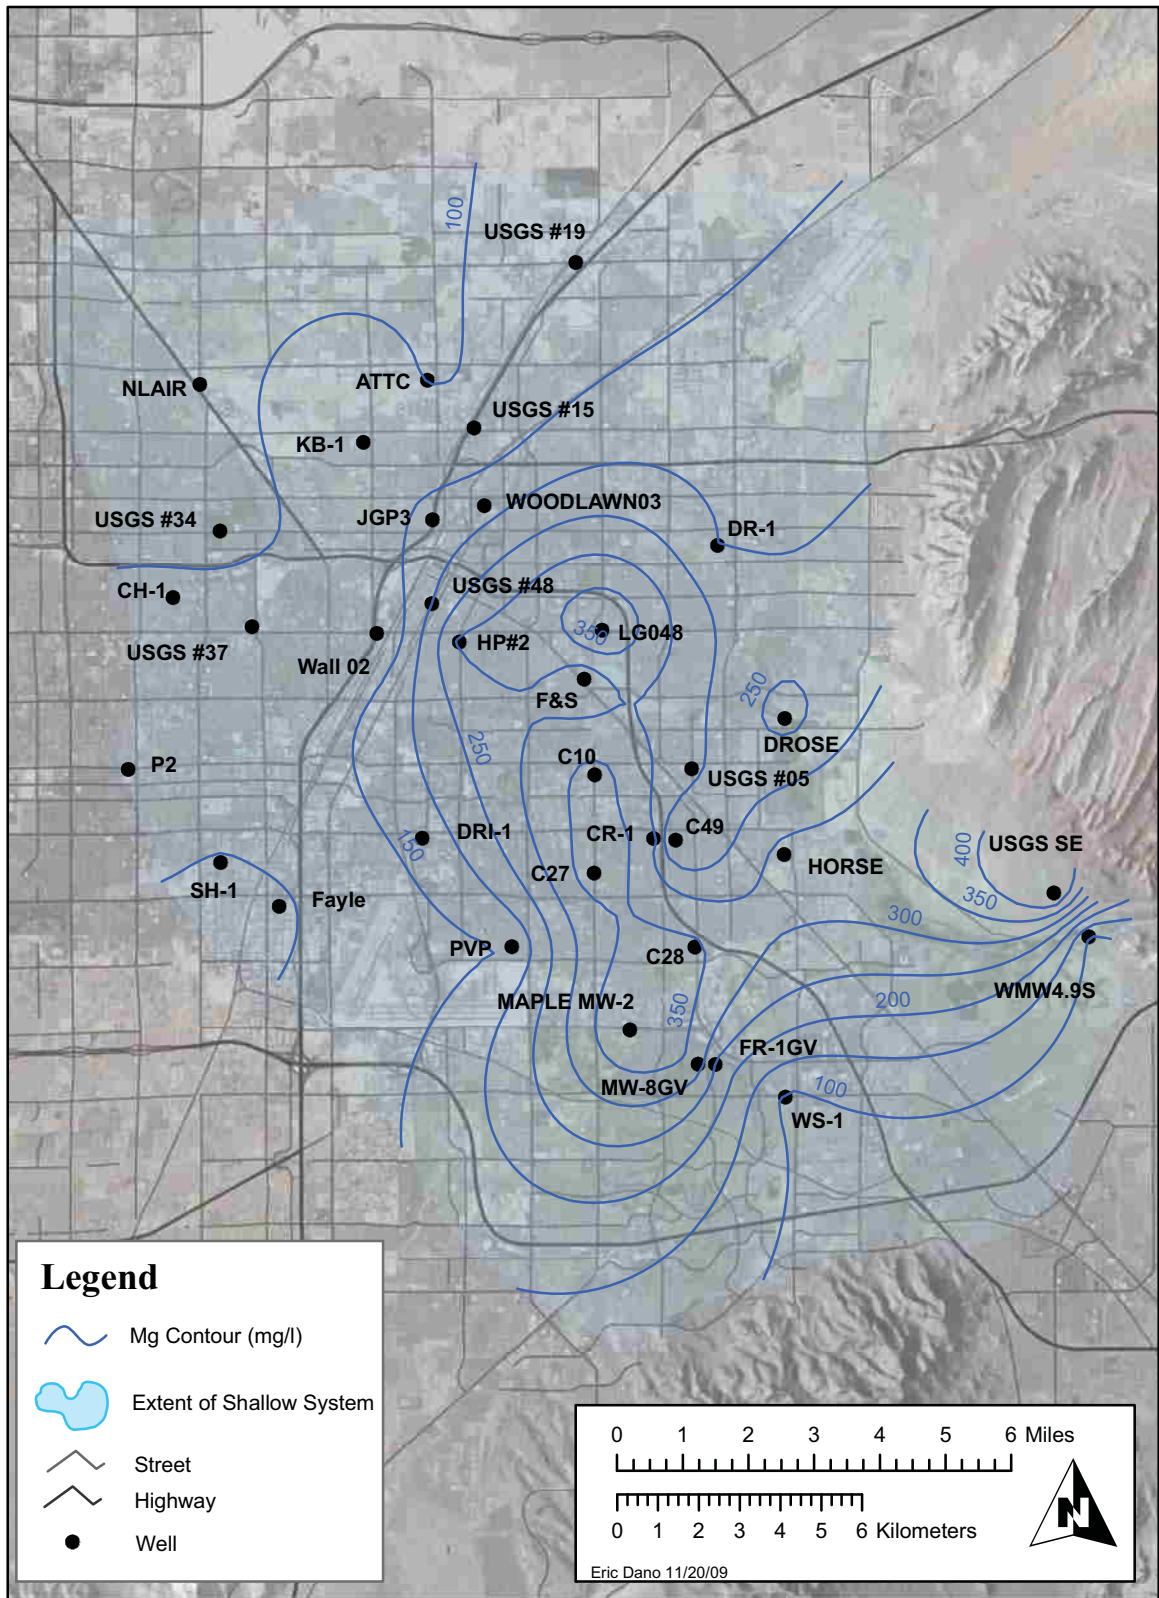 100
USGS #19
NLAIR
ATTC
USGS #15
KB-1
WOODLAWN03
USGS #34
JGP3
DR-1
CH-1
USGS #48
USGS #37
Wall 02
HP#2
350
LG048
F&S
250
250
DROSE
P2
C10
USGS #05
150
DRI-1
CR-1
C49
USGS SE
400
SH-1
C27
HORSE
Fayle
350
300
PVP
C28
WMW4.9S
MAPLE MW-2
350
200
FR-1GV
MW-8GV
100
WS-1
Legend
Mg Contour (mg/l)
Extent of Shallow System
Street
Highway
Well
0 1 2 3 4 5 6 Miles
0 1 2 3 4 5 6 Kilometers
N
Eric Dano 11/20/09